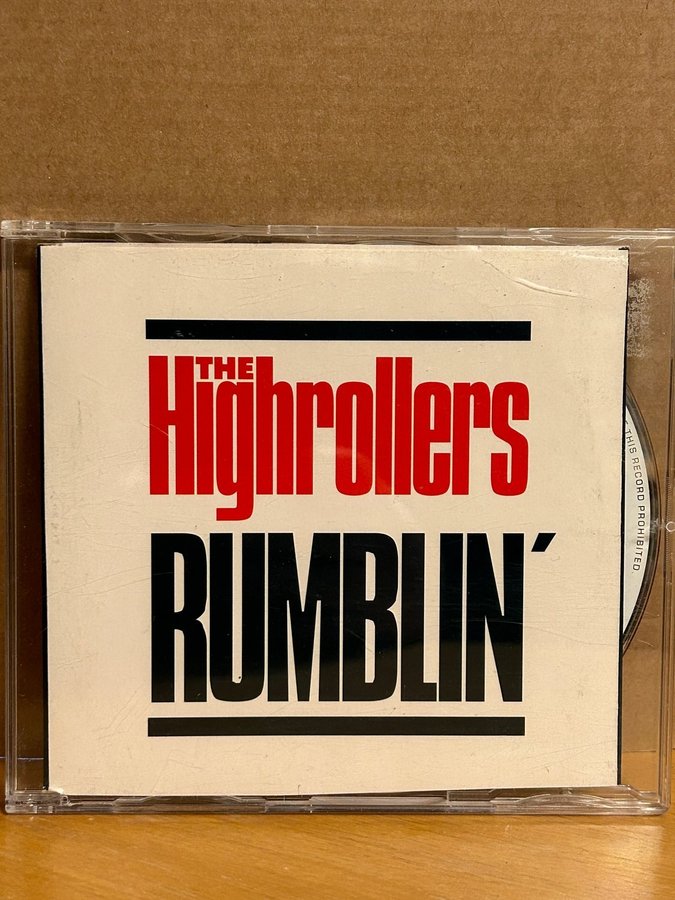 THE
Highrollers
RUMBLIN´
THIS RECORD PROHIBITED